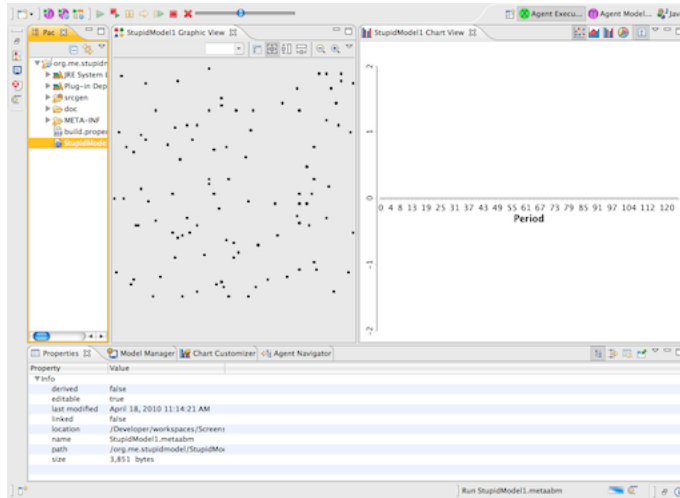 Agent Execu... Agent Model... Jav
Pac
StupidModel1 Graphic View
StupidModel1 Chart View
org.me.stupidn
JRE System L
Plug-in Dep
srcgen
doc
META-INF
build.prope
StupidMode
2
1
0
-1
-2
0 4 8 13 19 25 31 37 43 49 55 61 67 73 79 85 91 97 104 112 120
Period
Properties Model Manager Chart Customizer Agent Navigator
Property Value
Info
derived false
editable true
last modified April 18, 2010 11:14:21 AM
linked false
location /Developer/workspaces/Screens
name StupidModel1.metaabm
path /org.me.stupidmodel/StupidMo
size 3,851 bytes
Run StupidModel1.metaabm